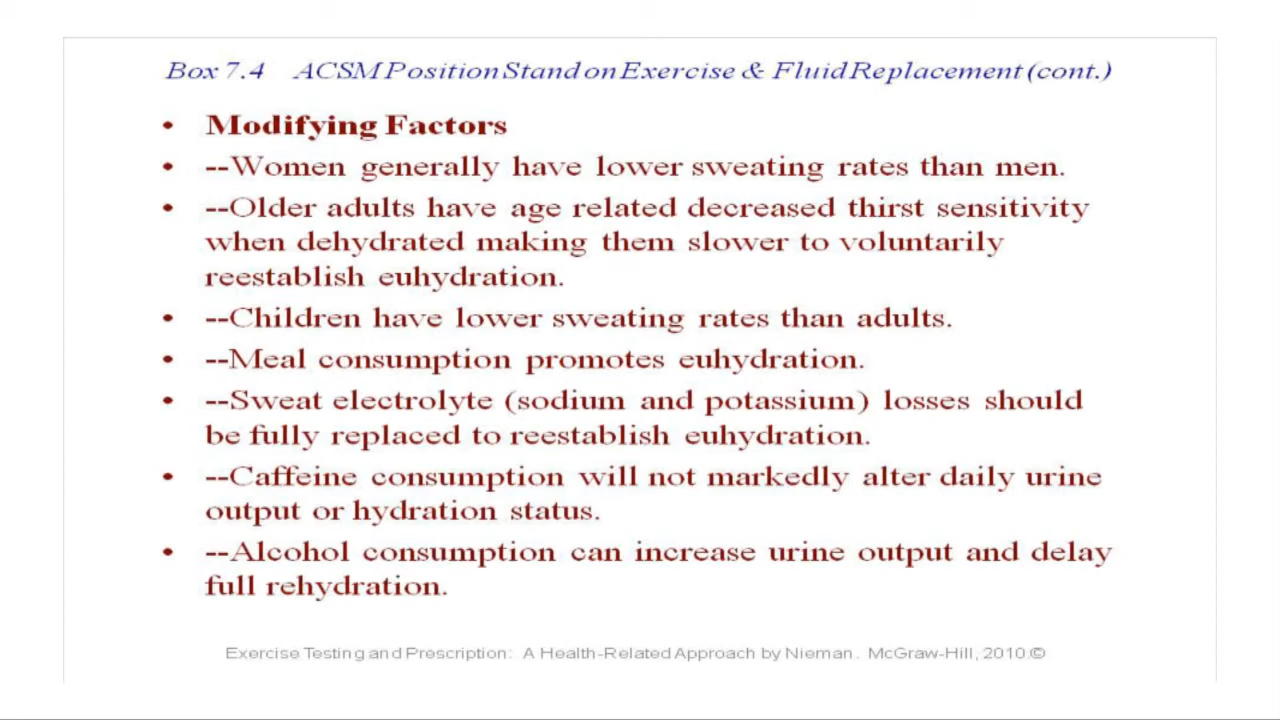 Box 7.4 ACSM Position Stand on Exercise & Fluid Replacement (cont.)
• Modifying Factors
• --Women generally have lower sweating rates than men.
• --Older adults have age related decreased thirst sensitivity
when dehydrated making them slower to voluntarily
reestablish euhydration.
• --Children have lower sweating rates than adults.
• --Meal consumption promotes euhydration.
• --Sweat electrolyte (sodium and potassium) losses should
be fully replaced to reestablish euhydration.
• --Caffeine consumption will not markedly alter daily urine
output or hydration status.
• --Alcohol consumption can increase urine output and delay
full rehydration.
Exercise Testing and Prescription: A Health-Related Approach by Nieman. McGraw-Hill, 2010.©